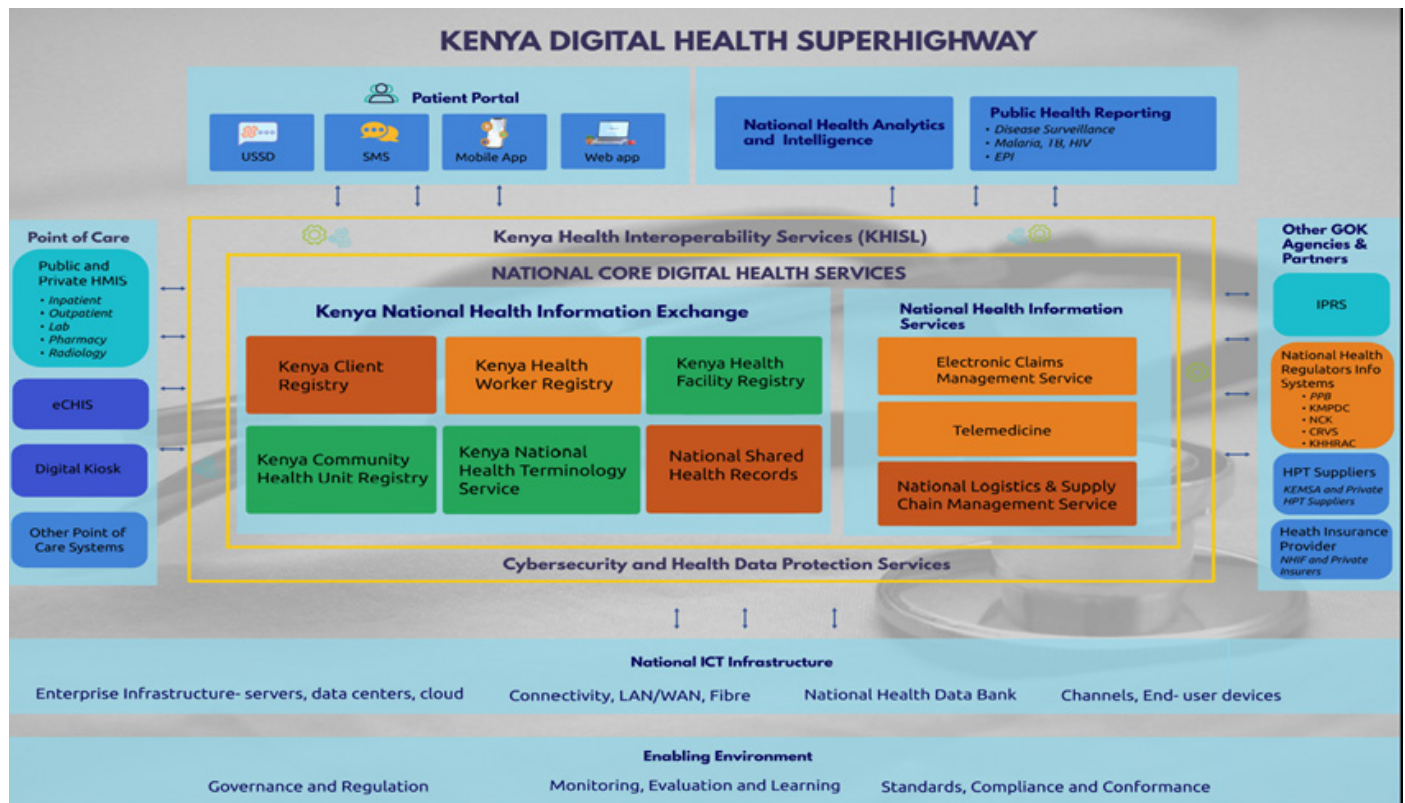 KENYA DIGITAL HEALTH SUPERHIGHWAY
Patient Portal
USSD
SMS
Mobile App
Web app
National Health Analytics
and Intelligence
Public Health Reporting
• Disease Surveillance
• Malaria, TB, HIV
• EPI
Point of Care
Public and
Private HMIS
• Inpatient
• Outpatient
• Lab
• Pharmacy
• Radiology
eCHIS
Digital Kiosk
Other Point of
Care Systems
Kenya Health Interoperability Services (KHISL)
NATIONAL CORE DIGITAL HEALTH SERVICES
Kenya National Health Information Exchange
Kenya Client
Registry
Kenya Health
Worker Registry
Kenya Health
Facility Registry
Kenya Community
Health Unit Registry
Kenya National
Health Terminology
Service
National Shared
Health Records
National Health Information
Services
Electronic Claims
Management Service
Telemedicine
National Logistics & Supply
Chain Management Service
Cybersecurity and Health Data Protection Services
Other GOK
Agencies &
Partners
IPRS
National Health
Regulators Info
Systems
• PPB
• KMPDC
• NCK
• CRVS
• KHHRAC
HPT Suppliers
KEMSA and Private
HPT Suppliers
Heath Insurance
Provider
NHIF and Private
Insurers
National ICT Infrastructure
Enterprise Infrastructure- servers, data centers, cloud
Connectivity, LAN/WAN, Fibre
National Health Data Bank
Channels, End- user devices
Enabling Environment
Governance and Regulation
Monitoring, Evaluation and Learning
Standards, Compliance and Conformance